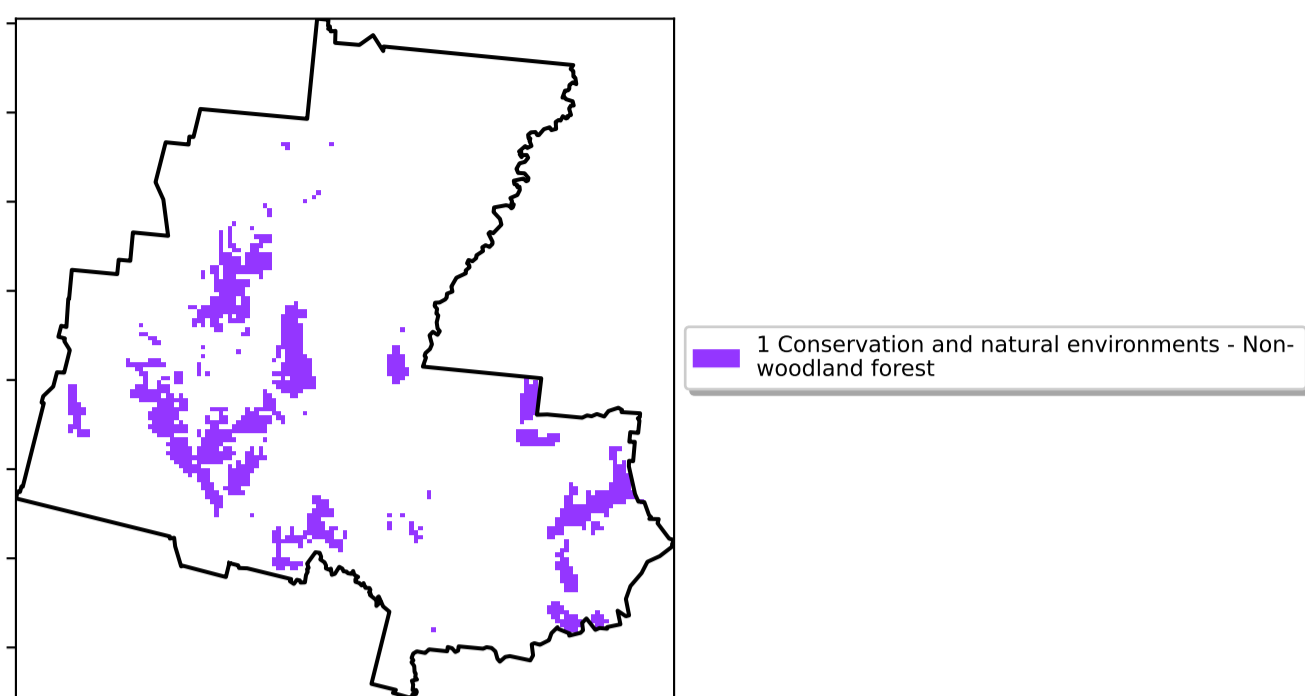 1 Conservation and natural environments - Non-
woodland forest